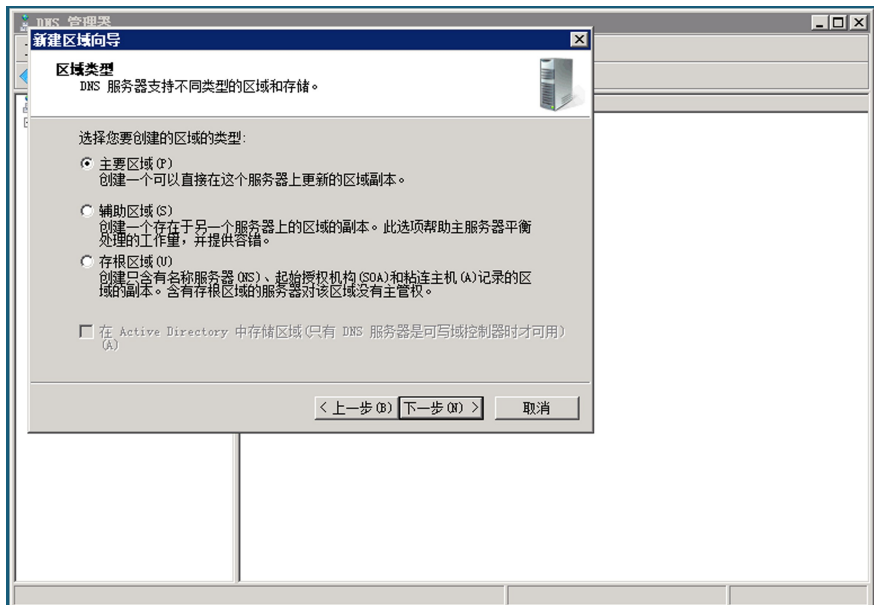 DNS 管理器
新建区域向导
区域类型
DNS 服务器支持不同类型的区域和存储。
选择您要创建的区域的类型:
主要区域(P)
创建一个可以直接在这个服务器上更新的区域副本。
辅助区域(S)
创建一个存在于另一个服务器上的区域的副本。此选项帮助主服务器平衡
处理的工作量，并提供容错。
存根区域(U)
创建只含有名称服务器(NS)、起始授权机构(SOA)和粘连主机(A)记录的区
域的副本。含有存根区域的服务器对该区域没有主管权。
在 Active Directory 中存储区域(只有 DNS 服务器是可写域控制器时才可用)
(A)
< 上一步(B) 下一步(N) > 取消